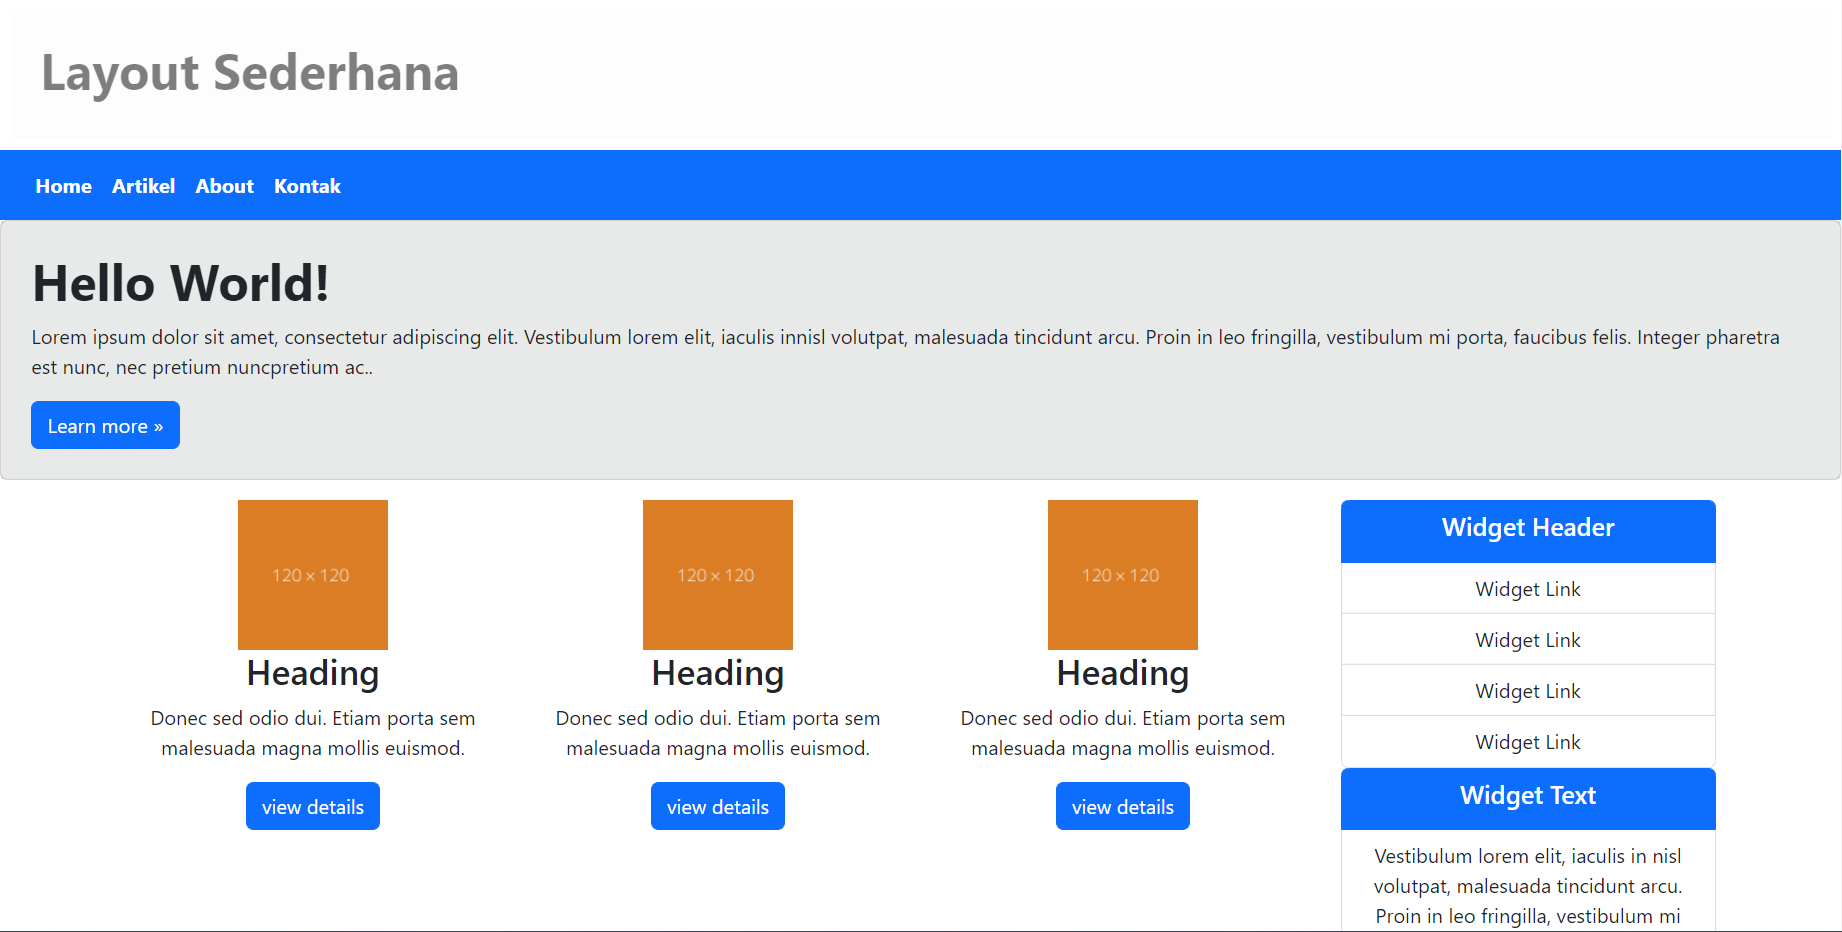 Layout Sederhana
Home Artikel About Kontak
Hello World!
Lorem ipsum dolor sit amet, consectetur adipiscing elit. Vestibulum lorem elit, iaculis innisl volutpat, malesuada tincidunt arcu. Proin in leo fringilla, vestibulum mi porta, faucibus felis. Integer pharetra
est nunc, nec pretium nuncpretium ac..
Learn more »
120 × 120
Heading
Donec sed odio dui. Etiam porta sem
malesuada magna mollis euismod.
view details
120 × 120
Heading
Donec sed odio dui. Etiam porta sem
malesuada magna mollis euismod.
view details
120 × 120
Heading
Donec sed odio dui. Etiam porta sem
malesuada magna mollis euismod.
view details
Widget Header
Widget Link
Widget Link
Widget Link
Widget Link
Widget Text
Vestibulum lorem elit, iaculis in nisl
volutpat, malesuada tincidunt arcu.
Proin in leo fringilla, vestibulum mi